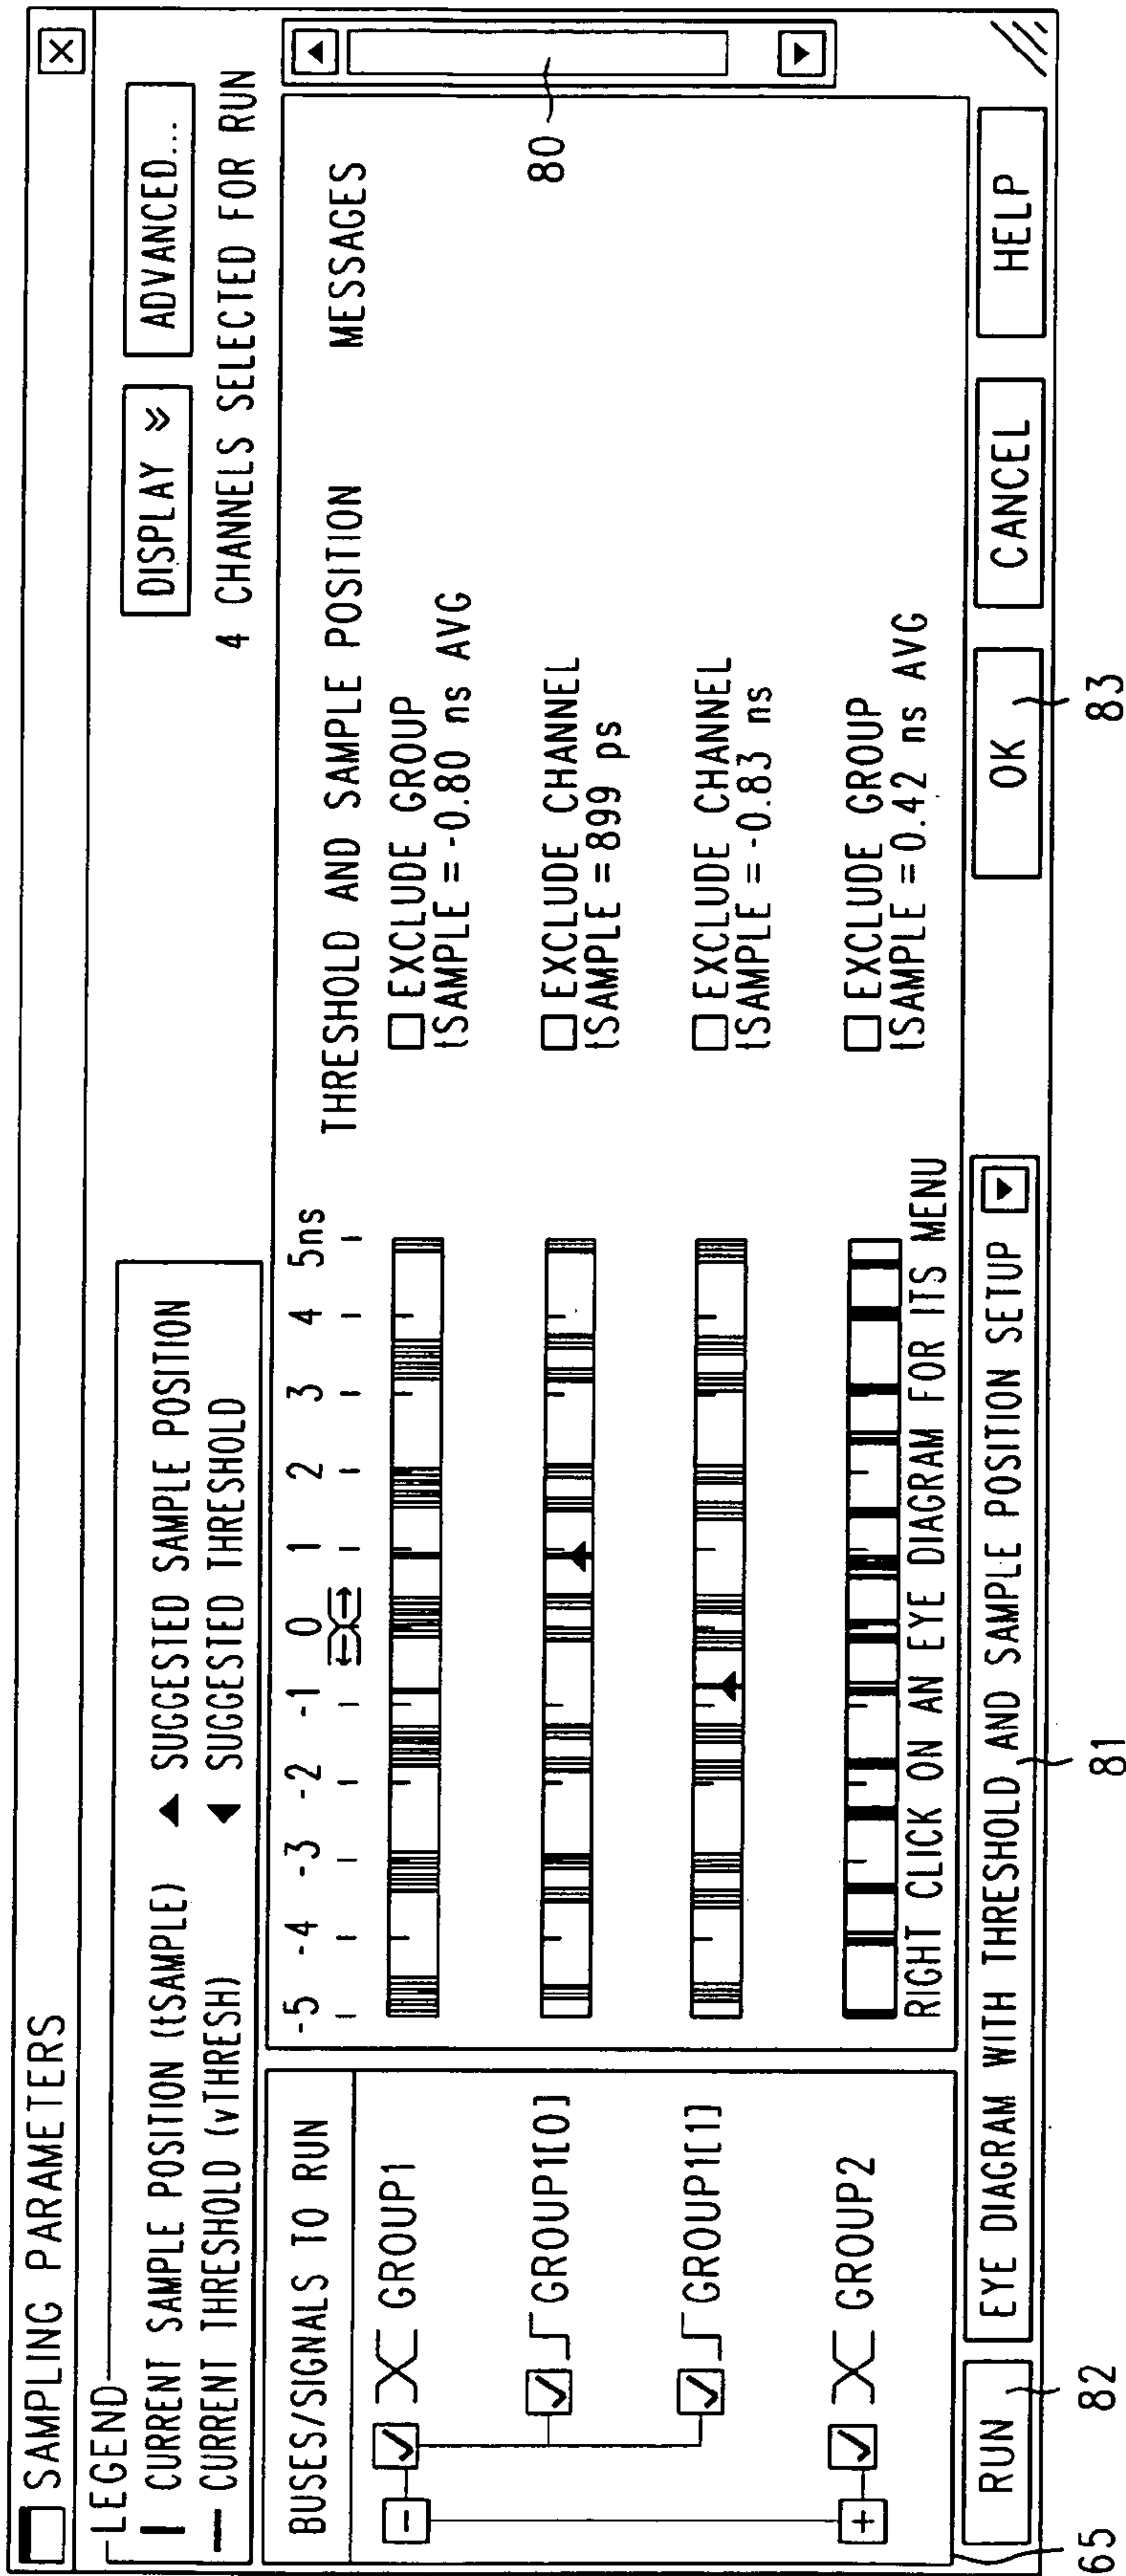 SAMPLING PARAMETERS
LEGEND
CURRENT SAMPLE POSITION (tSAMPLE)
SUGGESTED SAMPLE POSITION
CURRENT THRESHOLD (vTHRESH)
SUGGESTED THRESHOLD
DISPLAY »
ADVANCED...
4 CHANNELS SELECTED FOR RUN
BUSES/SIGNALS TO RUN
-5 -4 -3 -2 -1 0 1 2 3 4 5ns
THRESHOLD AND SAMPLE POSITION
MESSAGES
GROUP1
EXCLUDE GROUP
tSAMPLE = -0.80 ns AVG
GROUP1[0]
EXCLUDE CHANNEL
tSAMPLE = 899 ps
GROUP1[1]
EXCLUDE CHANNEL
tSAMPLE = -0.83 ns
GROUP2
EXCLUDE GROUP
tSAMPLE = 0.42 ns AVG
RIGHT CLICK ON AN EYE DIAGRAM FOR ITS MENU
80
RUN
EYE DIAGRAM WITH THRESHOLD AND SAMPLE POSITION SETUP
OK
CANCEL
HELP
65
82
81
83